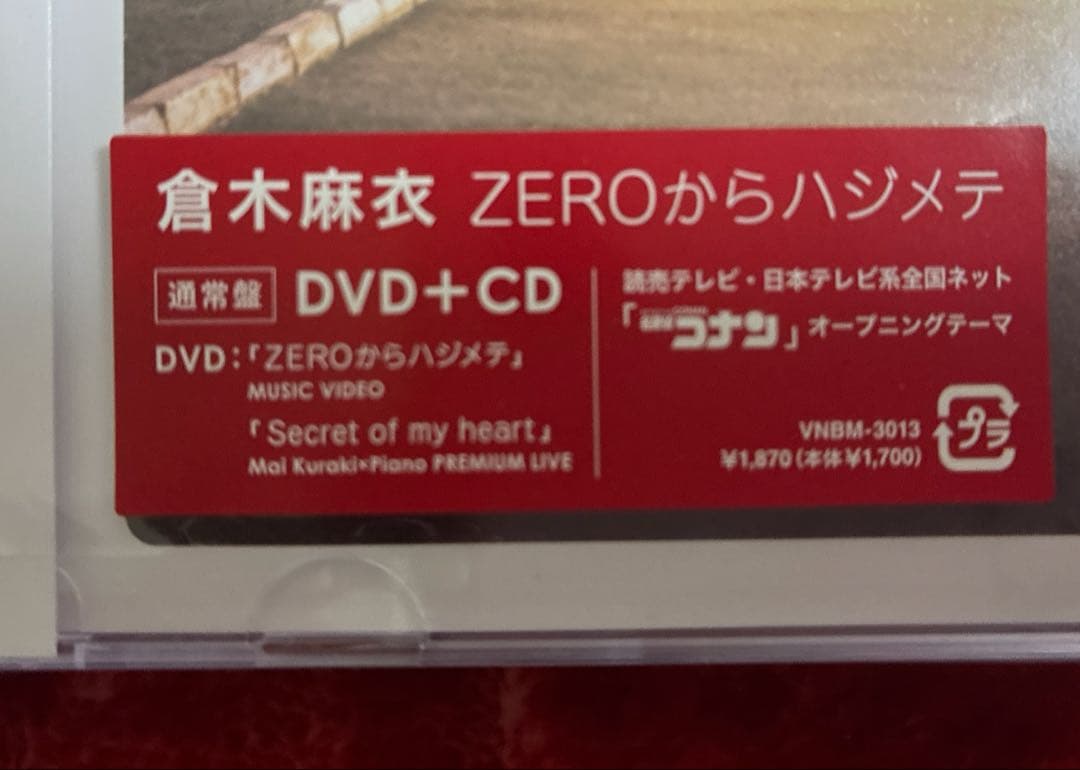 倉木麻衣 ZEROからハジメテ
通常盤 DVD+CD
DVD:「ZEROからハジメテ」
MUSIC VIDEO
「Secret of my heart」
Mai Kuraki×Piano PREMIUM LIVE
読売テレビ・日本テレビ系全国ネット
「名探偵コナン」オープニングテーマ
VNBM-3013
¥1,870(本体¥1,700)
プラ